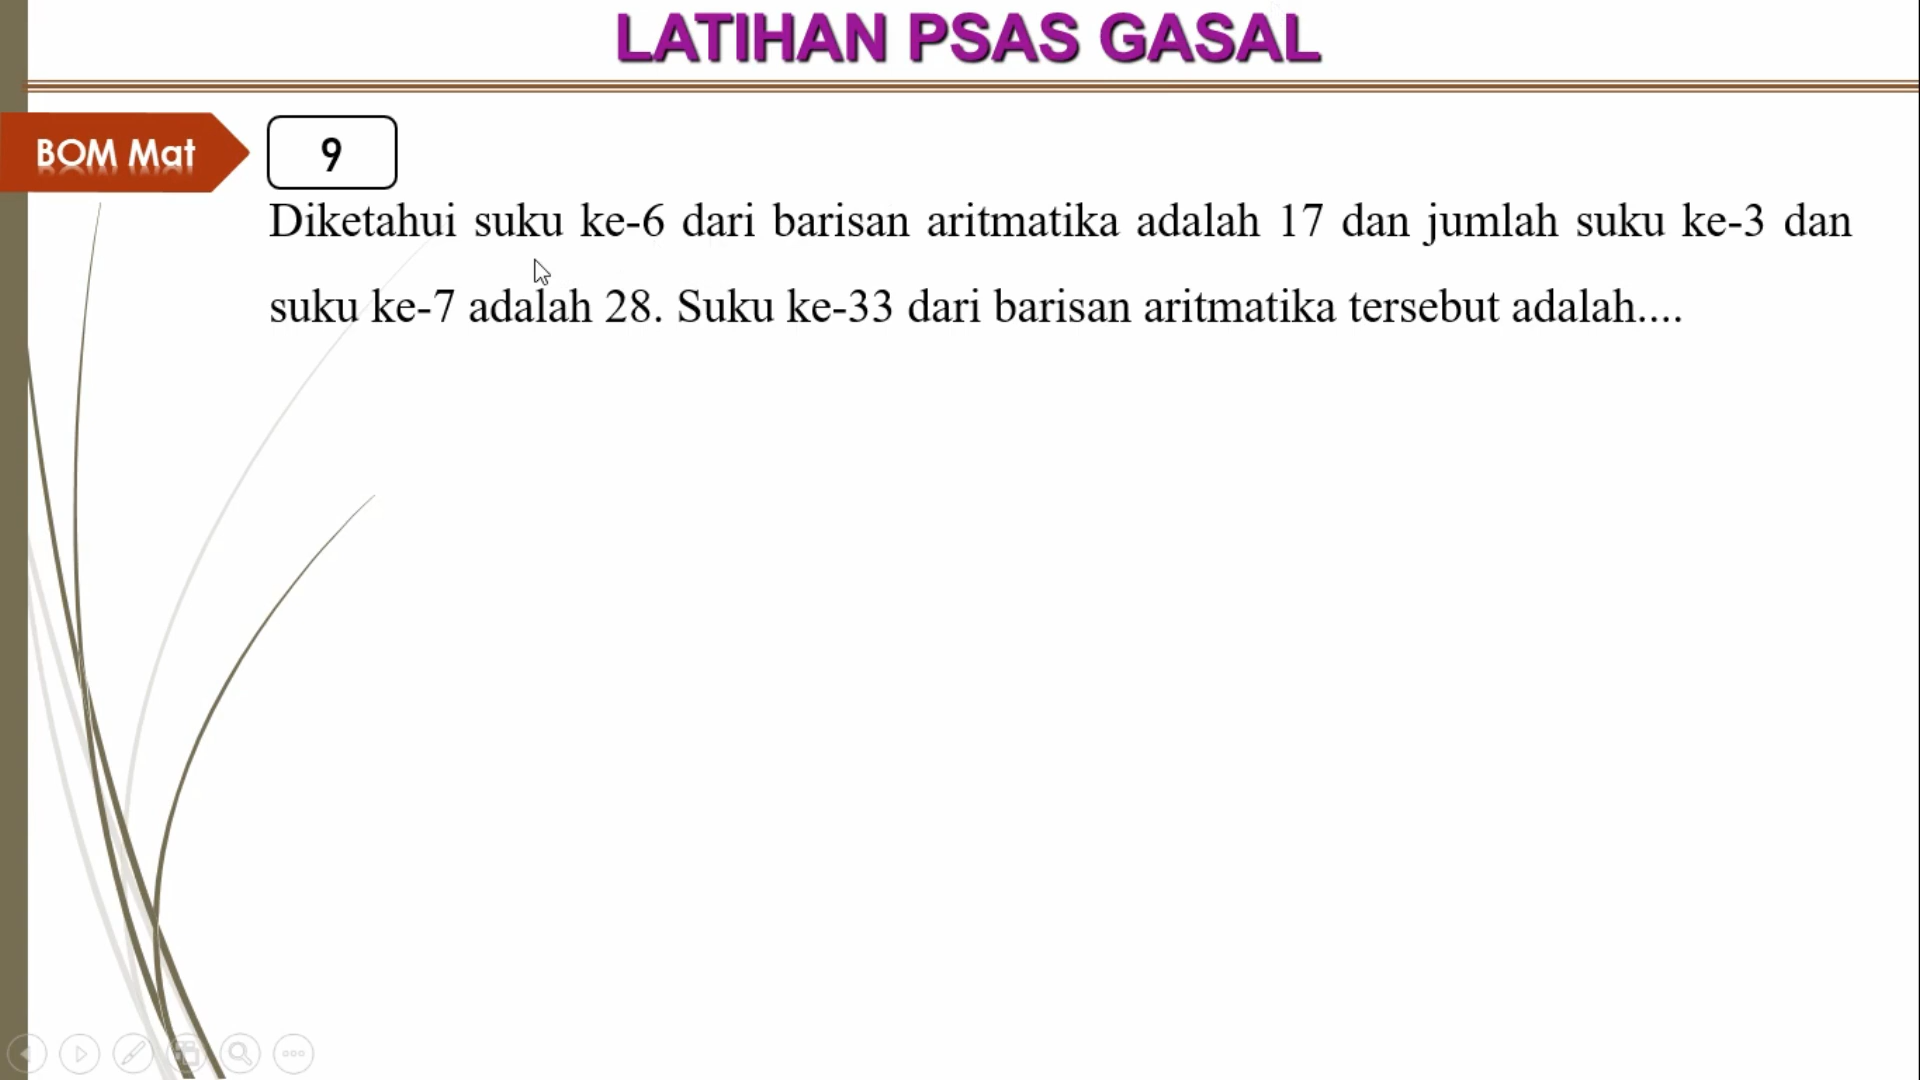 LATIHAN PSAS GASAL
BOM Mat
9
Diketahui suku ke-6 dari barisan aritmatika adalah 17 dan jumlah suku ke-3 dan
suku ke-7 adalah 28. Suku ke-33 dari barisan aritmatika tersebut adalah....